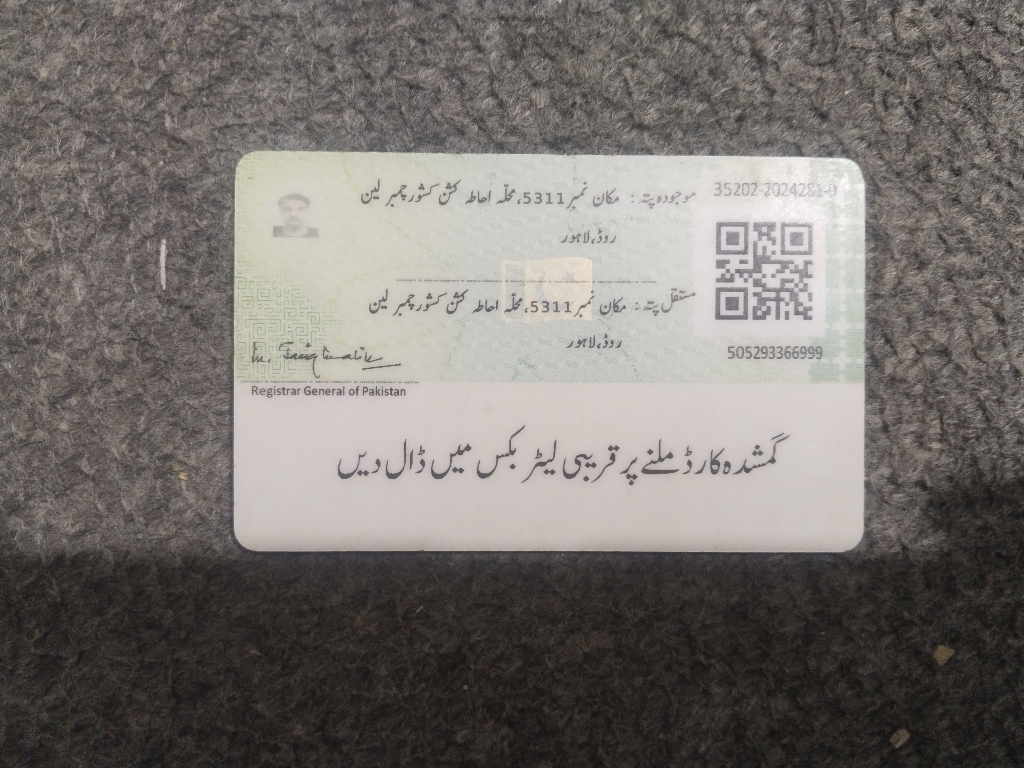 موجودہ پتہ : مکان نمبر 5311،محلہ احاطہ کشن کشور چمبر لین
روڈ،لاہور
35202-2024281-9
مستقل پتہ : مکان نمبر 5311،محلہ احاطہ کشن کشور چمبر لین
روڈ،لاہور
505293366999
Registrar General of Pakistan
گمشدہ کارڈ ملنے پر قریبی لیٹر بکس میں ڈال دیں